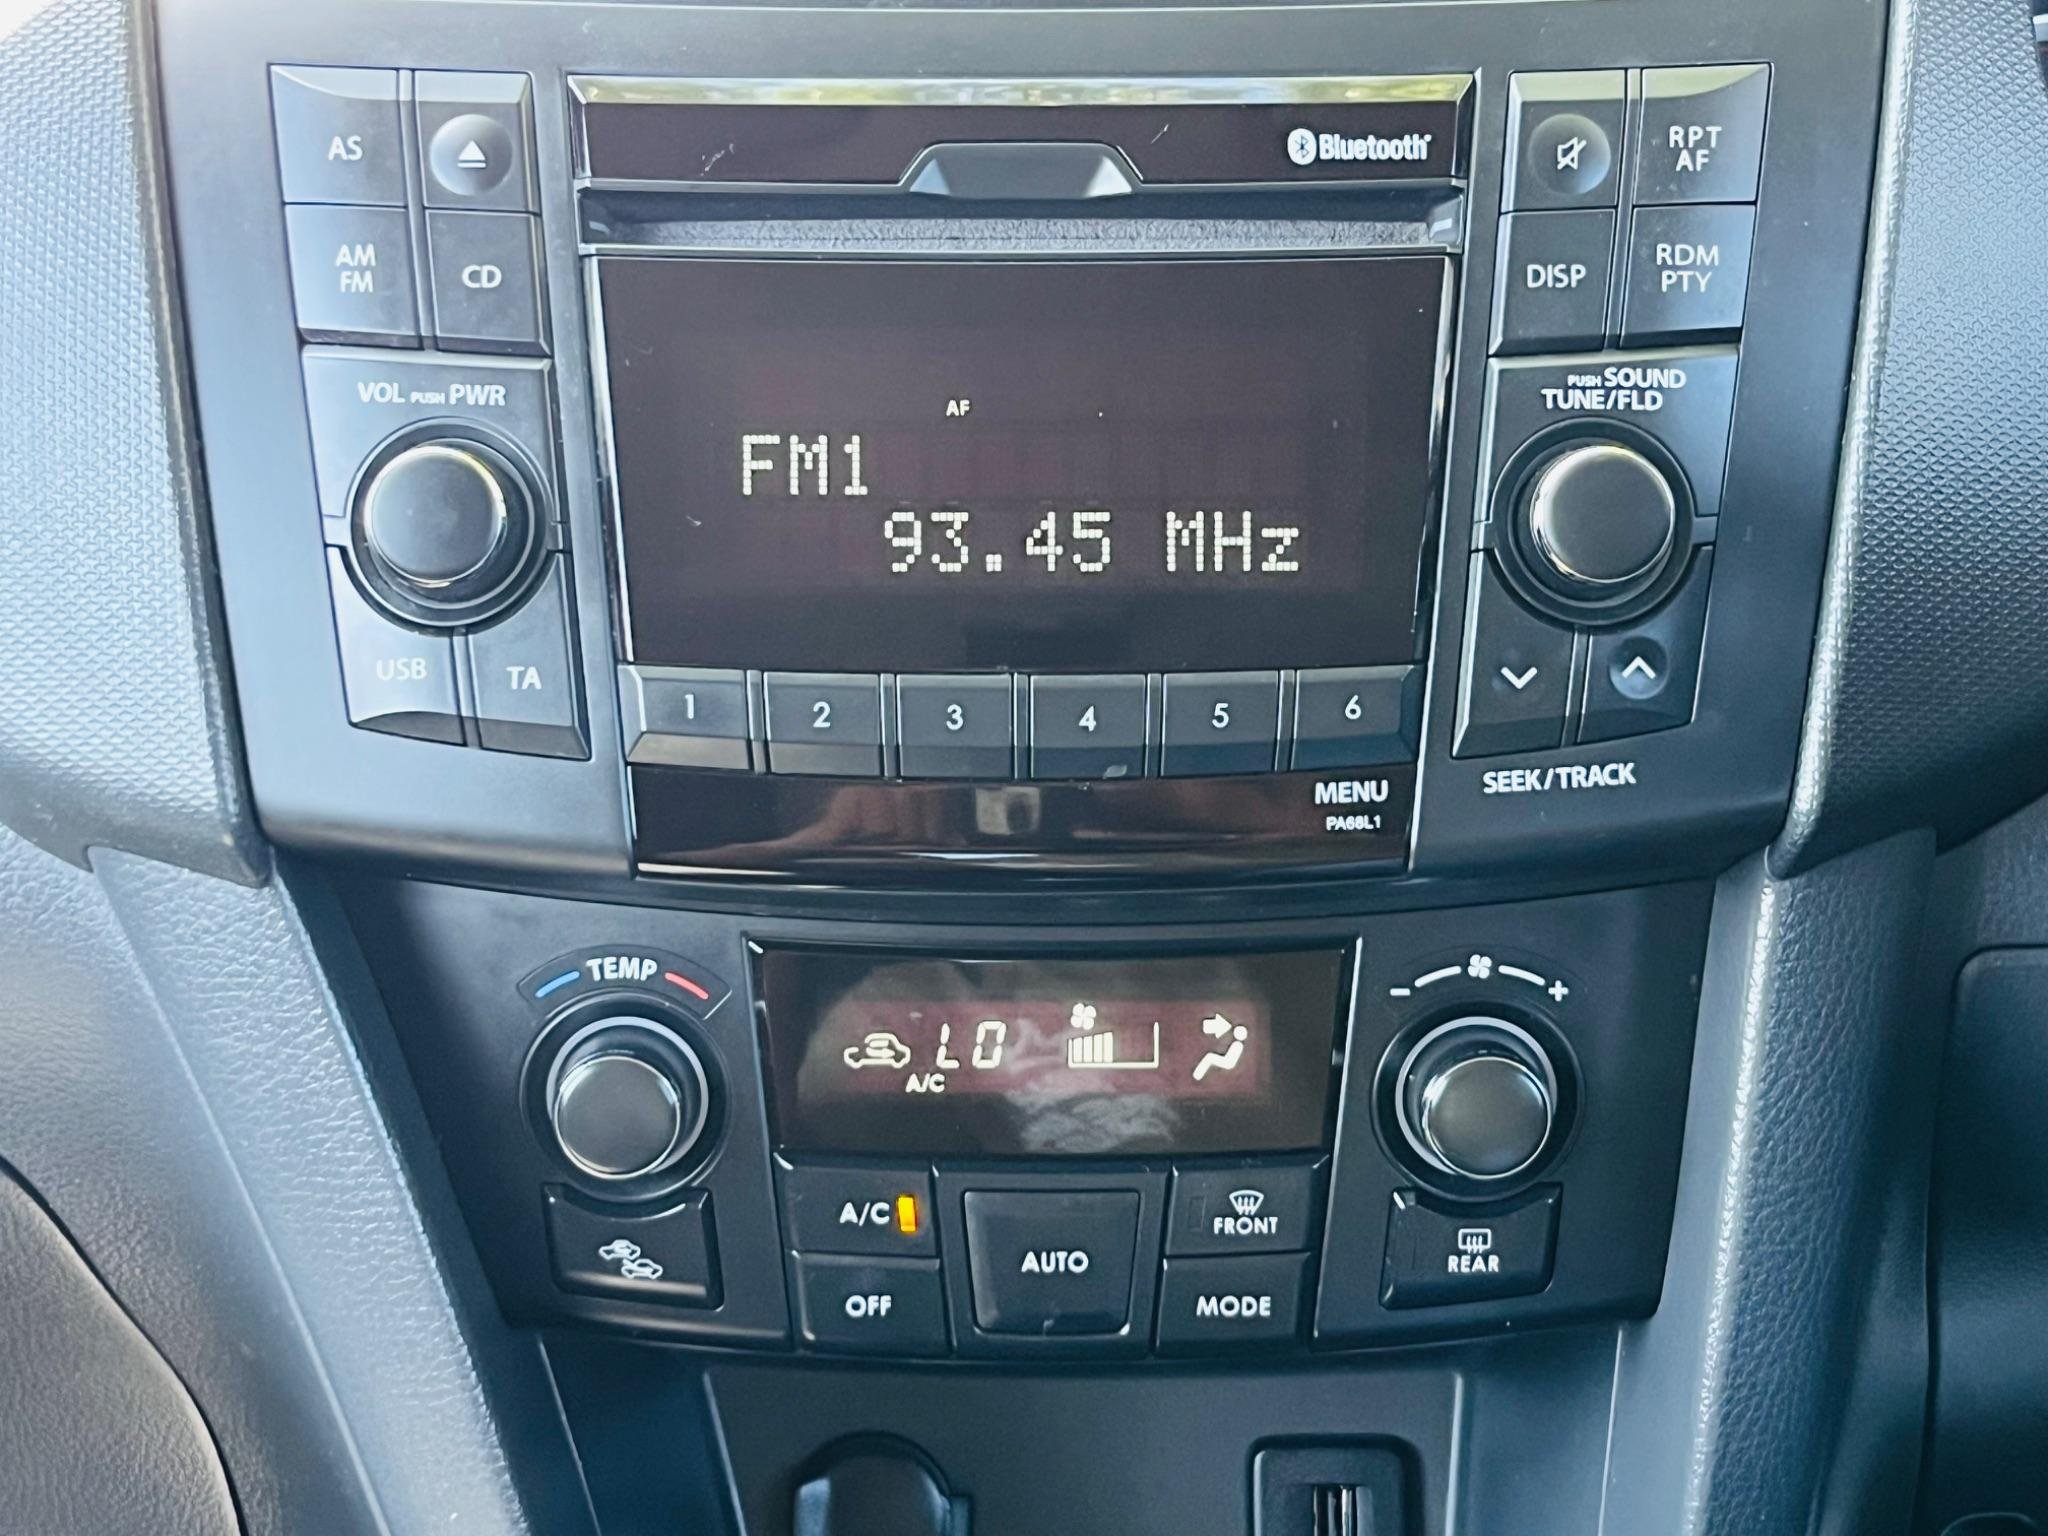 AS
Bluetooth
RPT
AF
AM
FM
CD
DISP
RDM
PTY
VOL PUSH PWR
PUSH SOUND
TUNE/FLD
AF
FM1
93.45 MHz
USB
TA
1
2
3
4
5
6
MENU
PA68L1
SEEK/TRACK
TEMP
- +
LO
A/C
A/C
FRONT
AUTO
REAR
OFF
MODE